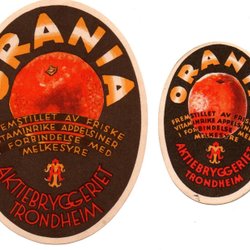 ORANIA
FREMSTILLET AV FRISKE
VITAMINRIKE APPELSINER
I FORBINDELSE MED
MELKESYRE
AKTIEBRYGGERIET
TRONDHEIM
ORANIA
FREMSTILLET AV FRISKE
VITAMINRIKE APPELSINER
I FORBINDELSE MED
MELKESYRE
AKTIEBRYGGERIET
TRONDHEIM